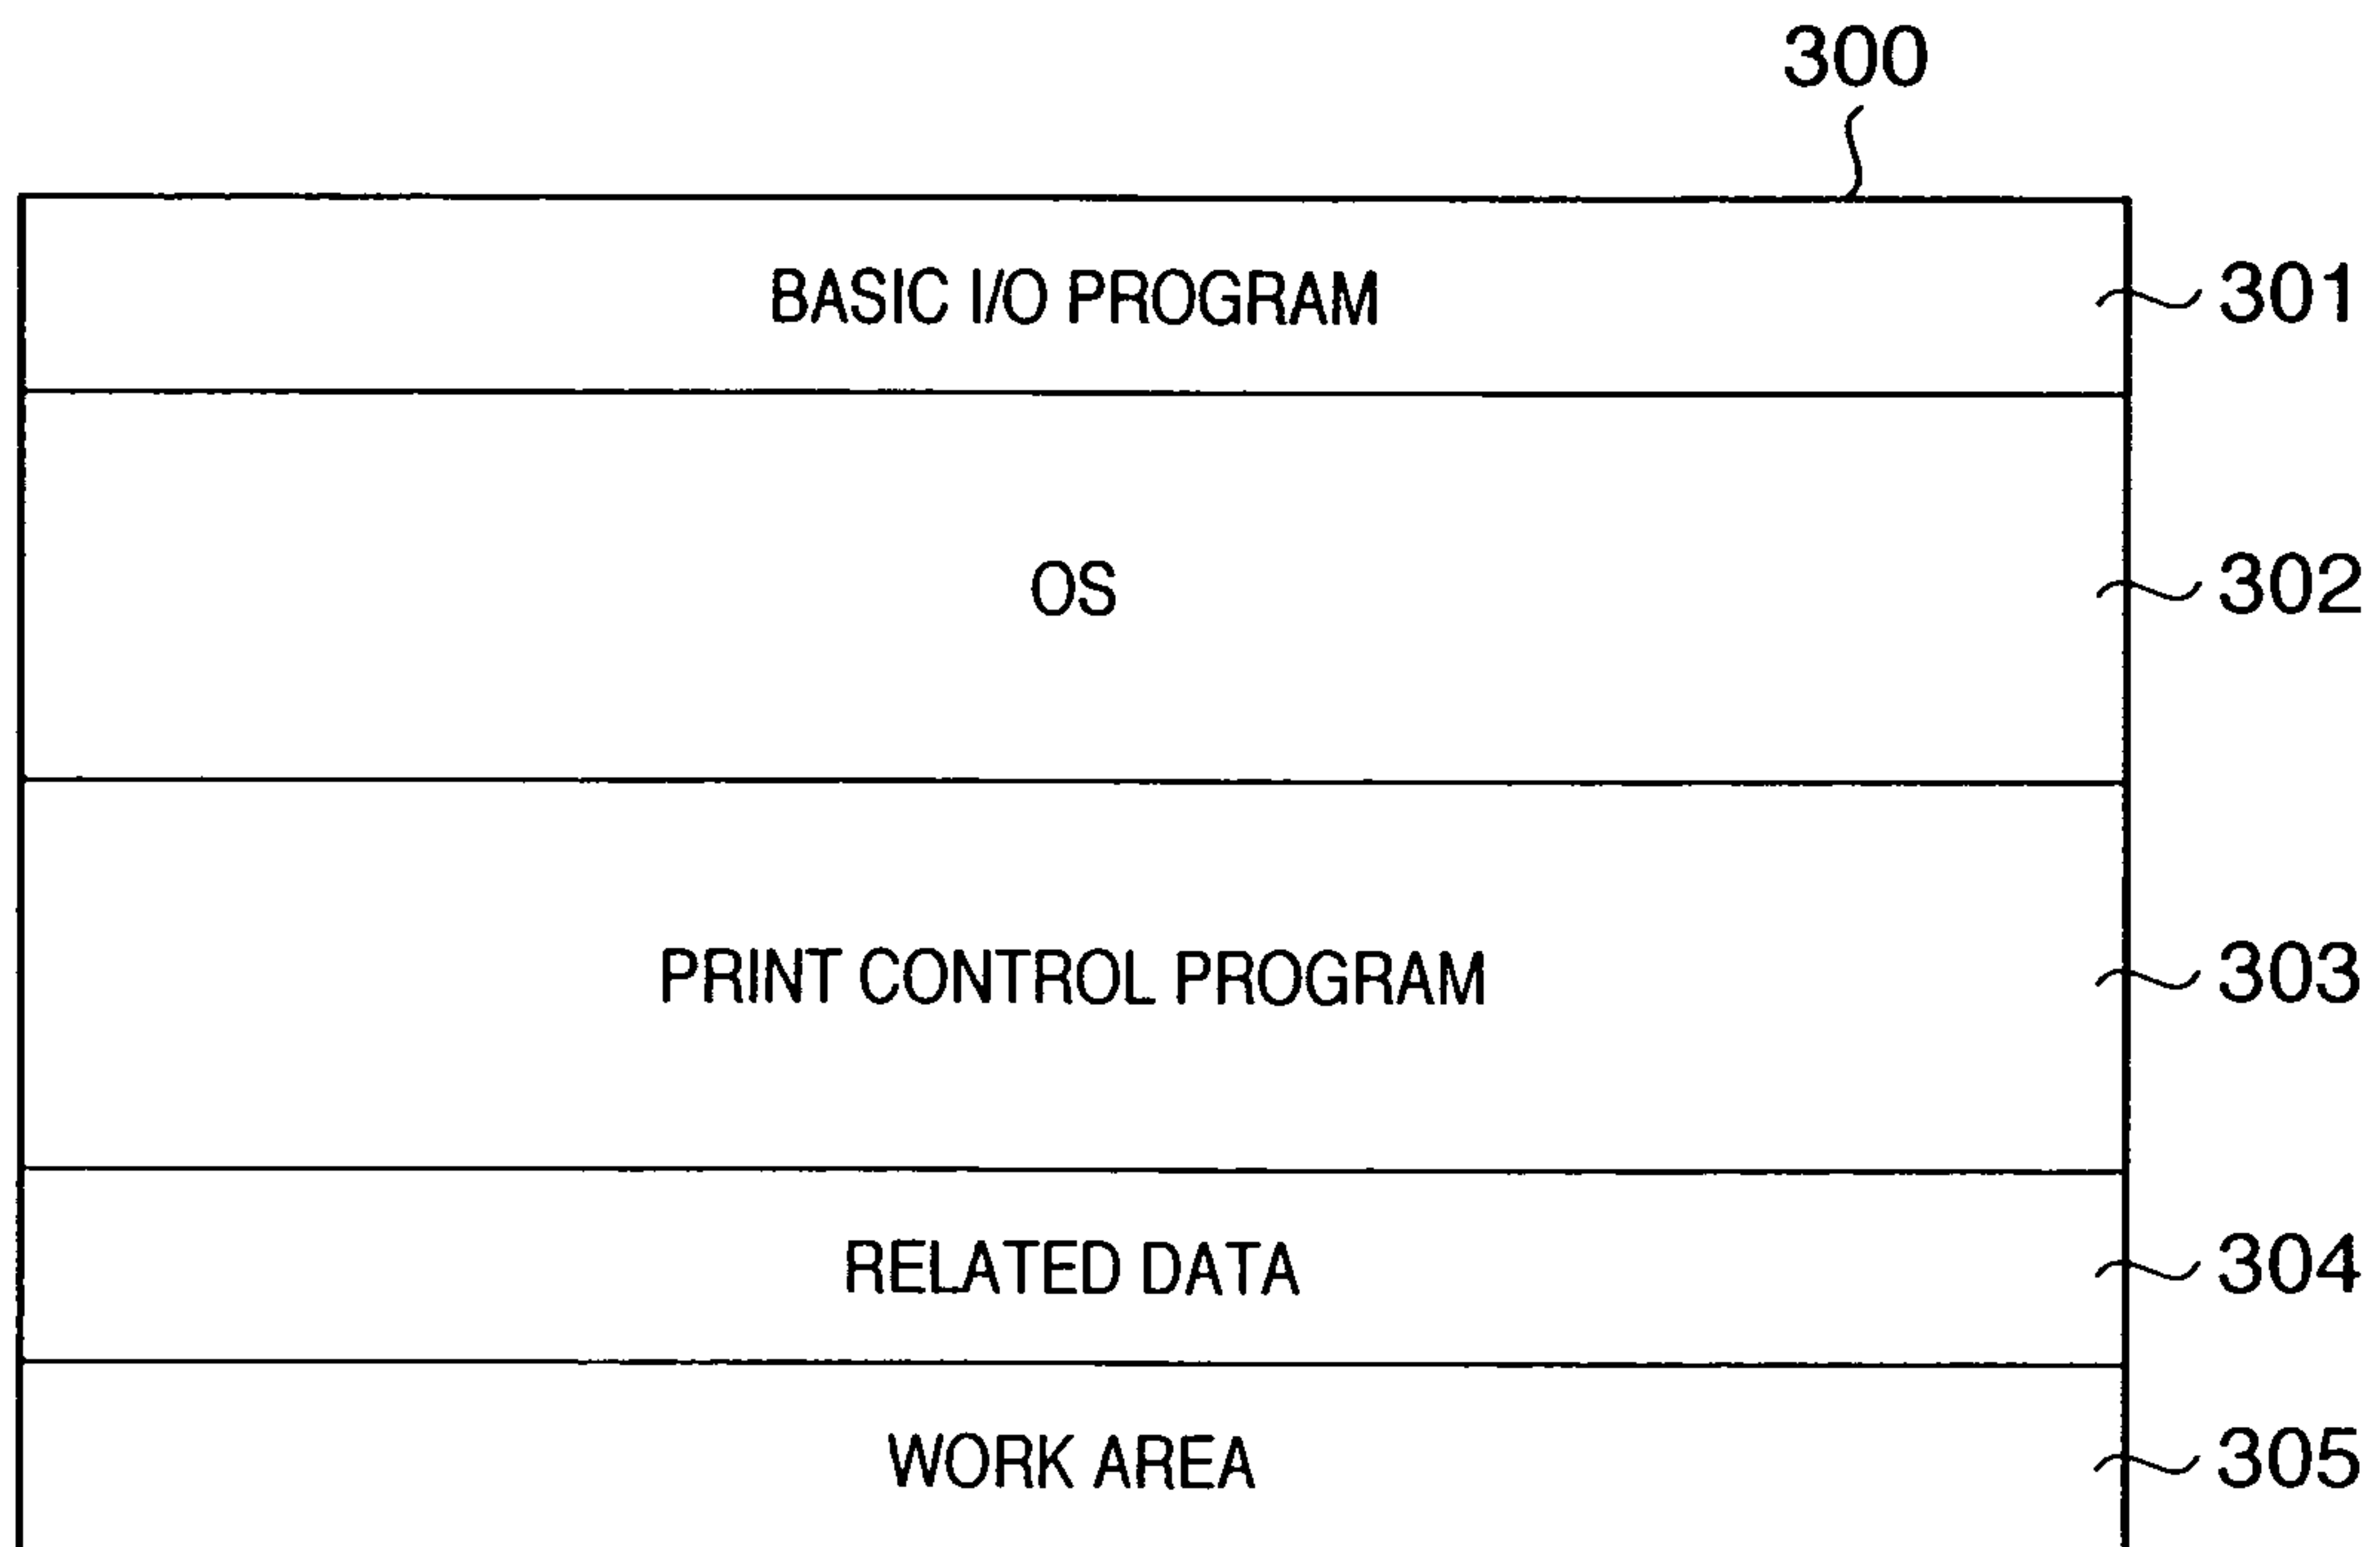 300
BASIC I/O PROGRAM 301
OS 302
PRINT CONTROL PROGRAM 303
RELATED DATA 304
WORK AREA 305